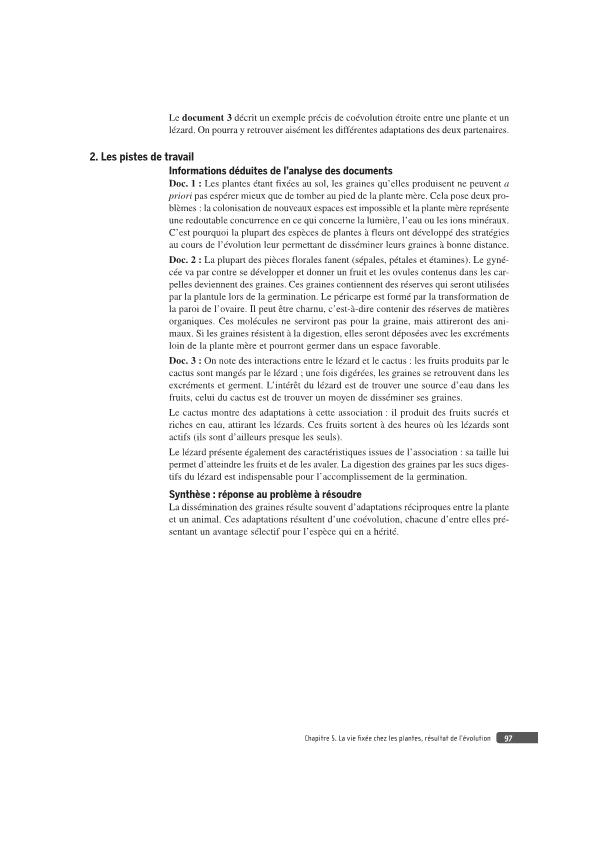 Le document 3 décrit un exemple précis de coévolution étroite entre une plante et un
lézard. On pourra y retrouver aisément les différentes adaptations des deux partenaires.
2. Les pistes de travail
Informations déduites de l'analyse des documents
Doc. 1 : Les plantes étant fixées au sol, les graines qu'elles produisent ne peuvent a
priori pas espérer mieux que de tomber au pied de la plante mère. Cela pose deux pro-
blèmes : la colonisation de nouveaux espaces est impossible et la plante mère représente
une redoutable concurrence en ce qui concerne la lumière, l'eau ou les ions minéraux.
C'est pourquoi la plupart des espèces de plantes à fleurs ont développé des stratégies
au cours de l'évolution leur permettant de disséminer leurs graines à bonne distance.
Doc. 2 : La plupart des pièces florales fanent (sépales, pétales et étamines). Le gyné-
cée va par contre se développer et donner un fruit et les ovules contenus dans les car-
pelles deviennent des graines. Ces graines contiennent des réserves qui seront utilisées
par la plantule lors de la germination. Le péricarpe est formé par la transformation de
la paroi de l'ovaire. Il peut être charnu, c'est-à-dire contenir des réserves de matières
organiques. Ces molécules ne serviront pas pour la graine, mais attireront des ani-
maux. Si les graines résistent à la digestion, elles seront déposées avec les excréments
loin de la plante mère et pourront germer dans un espace favorable.
Doc. 3 : On note des interactions entre le lézard et le cactus : les fruits produits par le
cactus sont mangés par le lézard ; une fois digérées, les graines se retrouvent dans les
excréments et germent. L'intérêt du lézard est de trouver une source d'eau dans les
fruits, celui du cactus est de trouver un moyen de disséminer ses graines.
Le cactus montre des adaptations à cette association : il produit des fruits sucrés et
riches en eau, attirant les lézards. Ces fruits sortent à des heures où les lézards sont
actifs (ils sont d'ailleurs presque les seuls).
Le lézard présente également des caractéristiques issues de l'association : sa taille lui
permet d'atteindre les fruits et de les avaler. La digestion des graines par les sucs diges-
tifs du lézard est indispensable pour l'accomplissement de la germination.
Synthèse : réponse au problème à résoudre
La dissémination des graines résulte souvent d'adaptations réciproques entre la plante
et un animal. Ces adaptations résultent d'une coévolution, chacune d'entre elles pré-
sentant un avantage sélectif pour l'espèce qui en a hérité.
Chapitre 5. La vie fixée chez les plantes, résultat de l'évolution 97